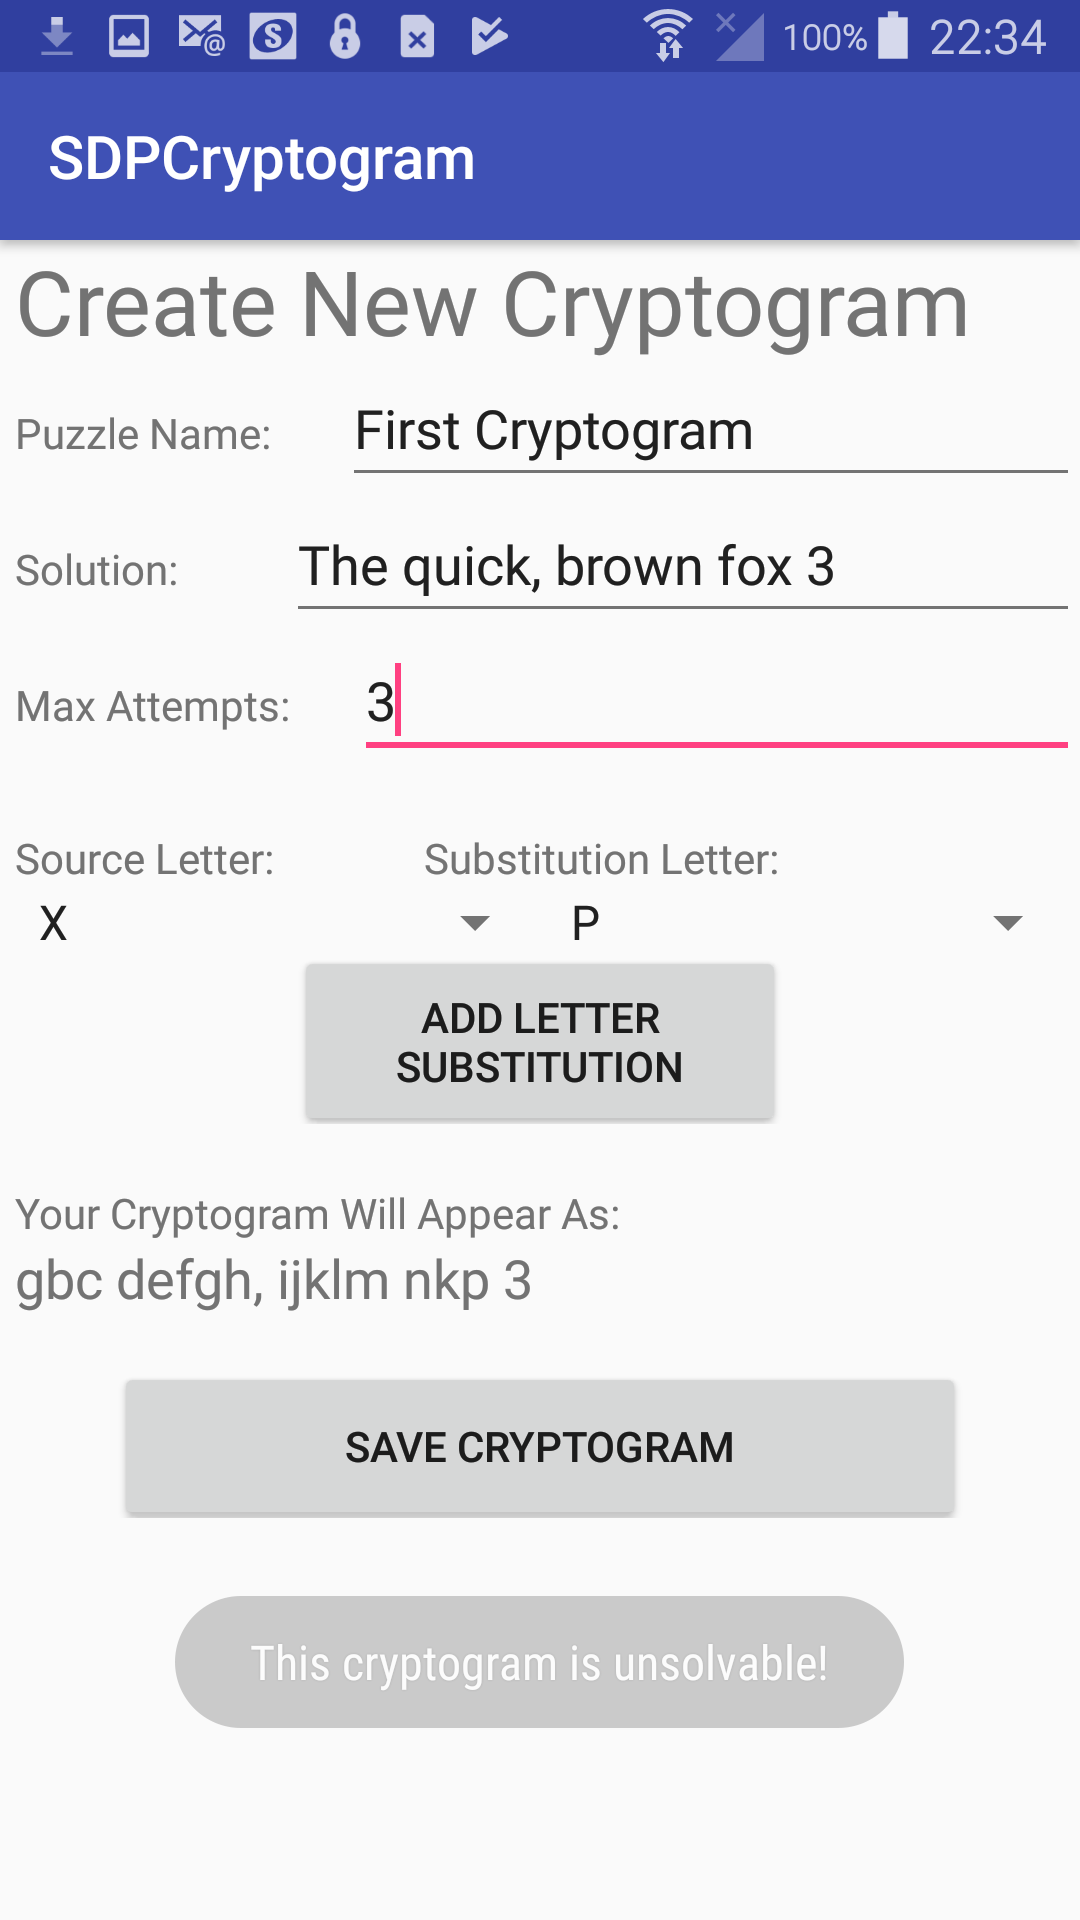 100% 22:34
SDPCryptogram
Create New Cryptogram
Puzzle Name: First Cryptogram
Solution: The quick, brown fox 3
Max Attempts: 3
Source Letter: Substitution Letter:
X P
ADD LETTER
SUBSTITUTION
Your Cryptogram Will Appear As:
gbc defgh, ijklm nkp 3
SAVE CRYPTOGRAM
This cryptogram is unsolvable!